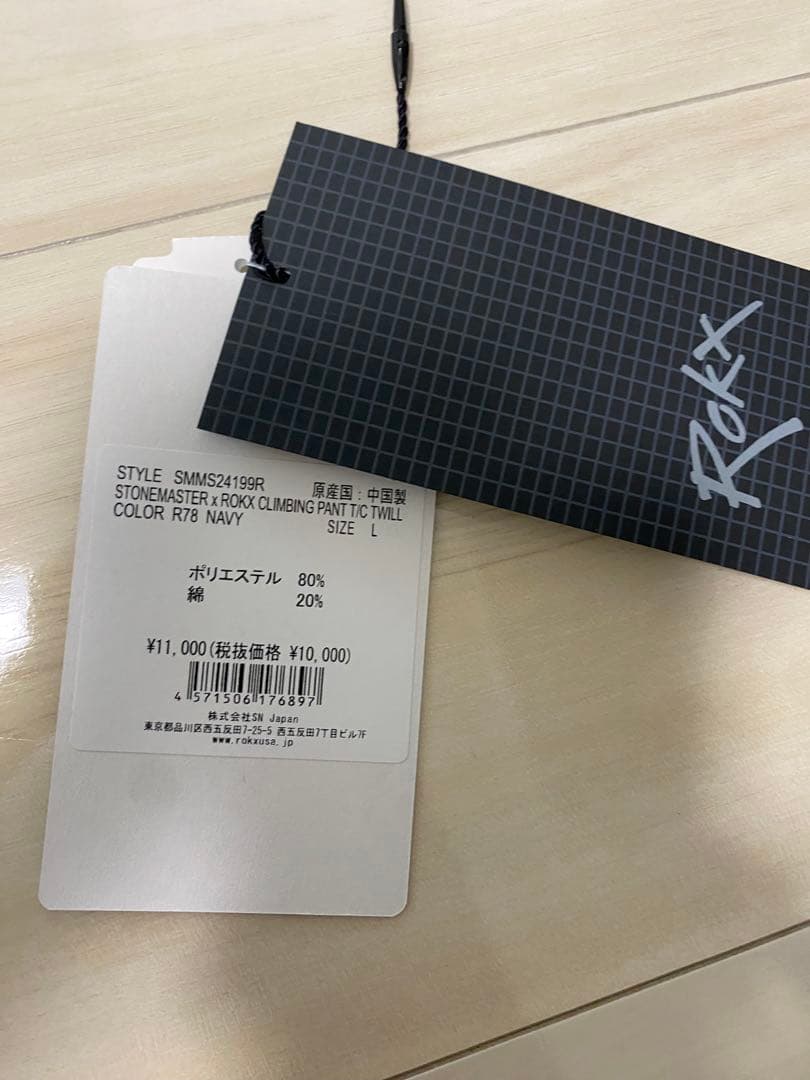 Rokx
STYLE SMMS24199R 原産国：中国製
STONEMASTER x ROKX CLIMBING PANT T/C TWILL
COLOR R78 NAVY SIZE L
ポリエステル 80%
綿 20%
¥11,000(税抜価格 ¥10,000)
4 571506 176897
株式会社SN Japan
東京都品川区西五反田7-25-5 西五反田7丁目ビル7F
www.rokxusa.jp